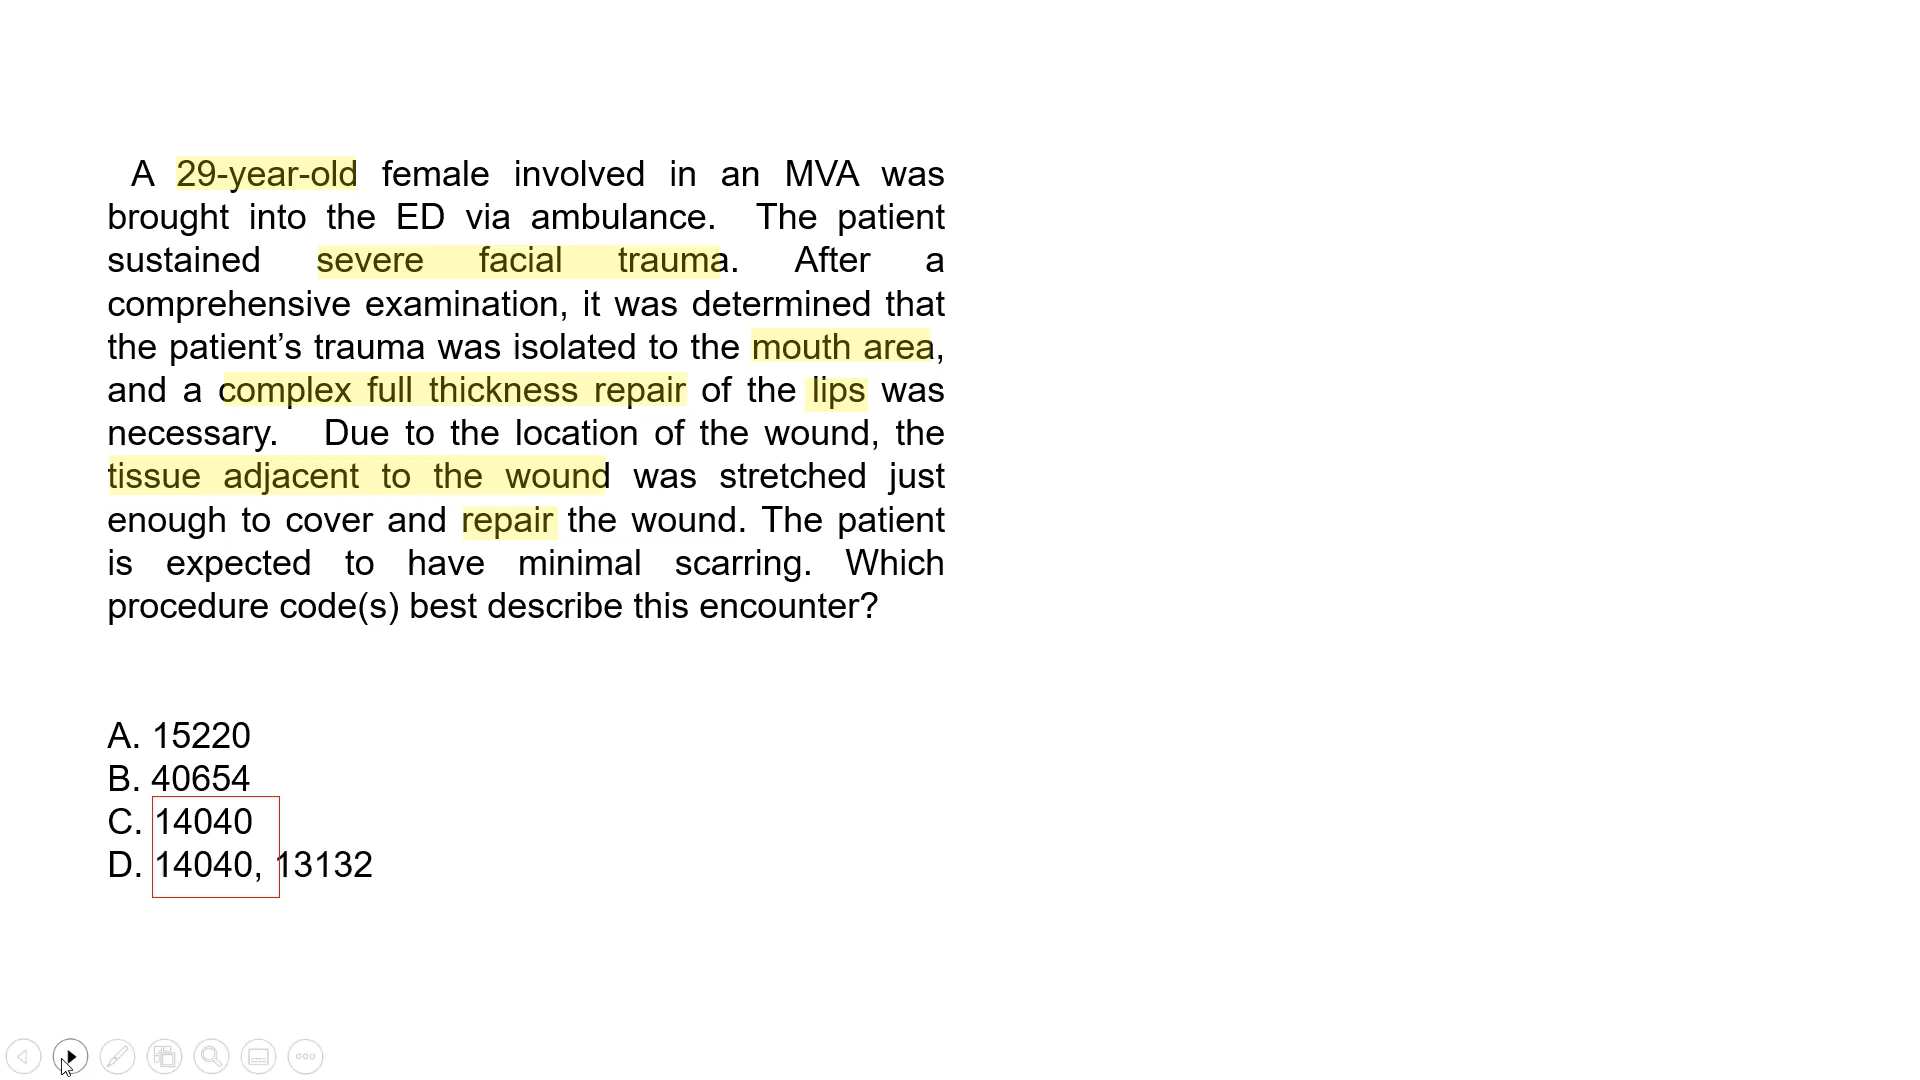 A 29-year-old female involved in an MVA was
brought into the ED via ambulance. The patient
sustained severe facial trauma. After a
comprehensive examination, it was determined that
the patient’s trauma was isolated to the mouth area,
and a complex full thickness repair of the lips was
necessary. Due to the location of the wound, the
tissue adjacent to the wound was stretched just
enough to cover and repair the wound. The patient
is expected to have minimal scarring. Which
procedure code(s) best describe this encounter?
A. 15220
B. 40654
C. 14040
D. 14040, 13132